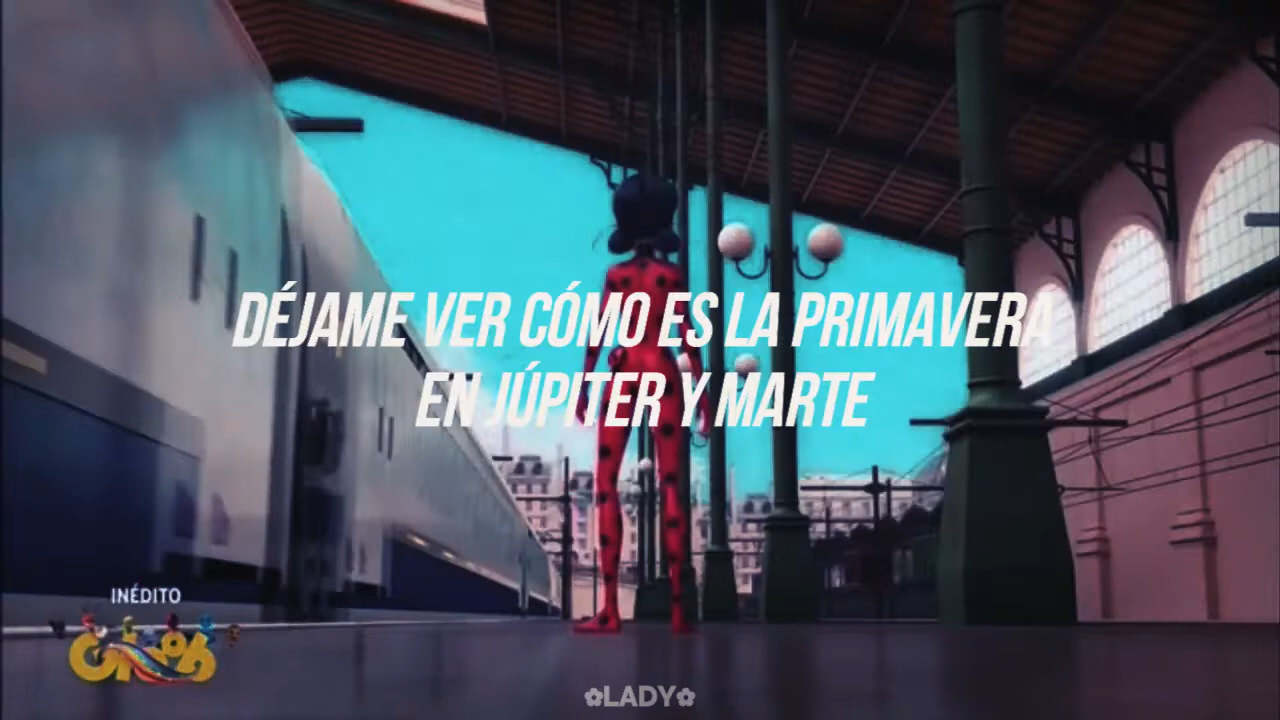 DÉJAME VER CÓMO ES LA PRIMAVERA
EN JÚPITER Y MARTE
INÉDITO
✿LADY✿